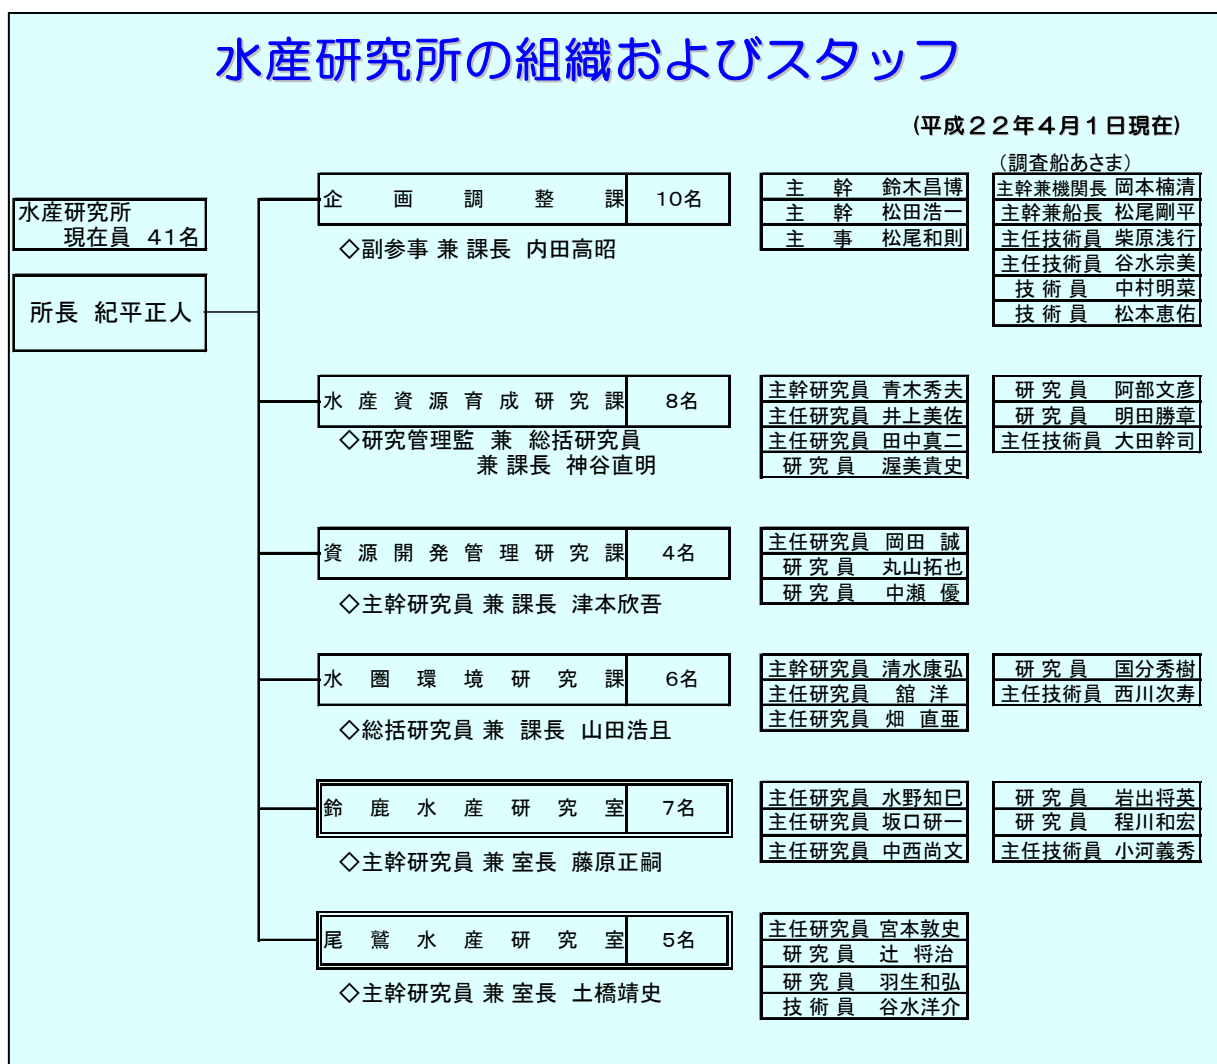 水産研究所の組織およびスタッフ
(平成22年4月1日現在)
(調査船あさま)
水産研究所
現在員 41名
所長 紀平正人
企画調整課 10名
◇副参事 兼 課長 内田高昭
主幹 鈴木昌博
主幹 松田浩一
主事 松尾和則
主幹兼機関長 岡本楠清
主幹兼船長 松尾剛平
主任技術員 柴原浅行
主任技術員 谷水宗美
技術員 中村明菜
技術員 松本恵佑
水産資源育成研究課 8名
◇研究管理監 兼 総括研究員
兼 課長 神谷直明
主幹研究員 青木秀夫
主任研究員 井上美佐
主任研究員 田中真二
研究員 渥美貴史
研究員 阿部文彦
研究員 明田勝章
主任技術員 大田幹司
資源開発管理研究課 4名
◇主幹研究員 兼 課長 津本欣吾
主任研究員 岡田 誠
研究員 丸山拓也
研究員 中瀬 優
水圏環境研究課 6名
◇総括研究員 兼 課長 山田浩且
主幹研究員 清水康弘
主任研究員 舘 洋
主任研究員 畑 直亜
研究員 国分秀樹
主任技術員 西川次寿
鈴鹿水産研究室 7名
◇主幹研究員 兼 室長 藤原正嗣
主任研究員 水野知巳
主任研究員 坂口研一
主任研究員 中西尚文
研究員 岩出将英
研究員 程川和宏
主任技術員 小河義秀
尾鷲水産研究室 5名
◇主幹研究員 兼 室長 土橋靖史
主任研究員 宮本敦史
研究員 辻 将治
研究員 羽生和弘
技術員 谷水洋介